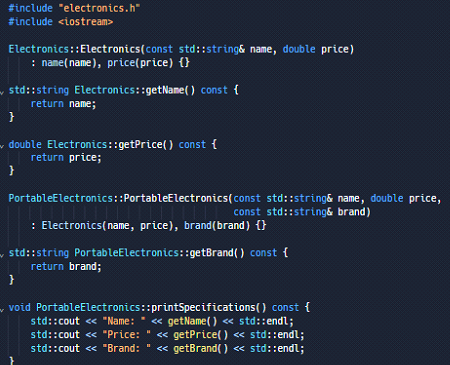 #include "electronics.h"
#include <iostream>

Electronics::Electronics(const std::string& name, double price)
    : name(name), price(price) {}

std::string Electronics::getName() const {
    return name;
}

double Electronics::getPrice() const {
    return price;
}

PortableElectronics::PortableElectronics(const std::string& name, double price,
                                         const std::string& brand)
    : Electronics(name, price), brand(brand) {}

std::string PortableElectronics::getBrand() const {
    return brand;
}

void PortableElectronics::printSpecifications() const {
    std::cout << "Name: " << getName() << std::endl;
    std::cout << "Price: " << getPrice() << std::endl;
    std::cout << "Brand: " << getBrand() << std::endl;
}